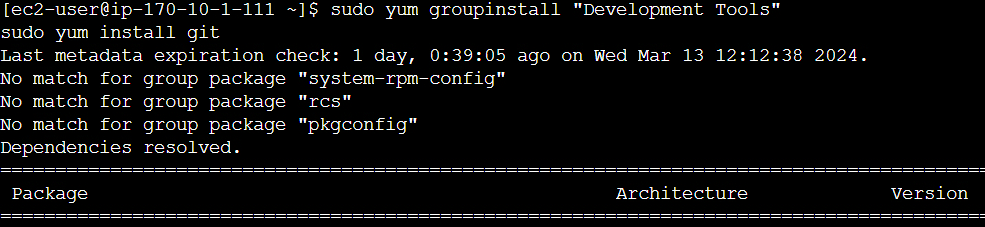 [ec2-user@ip-170-10-1-111 ~]$ sudo yum groupinstall "Development Tools"
sudo yum install git
Last metadata expiration check: 1 day, 0:39:05 ago on Wed Mar 13 12:12:38 2024.
No match for group package "system-rpm-config"
No match for group package "rcs"
No match for group package "pkgconfig"
Dependencies resolved.
================================================================================
Package Architecture Version
================================================================================